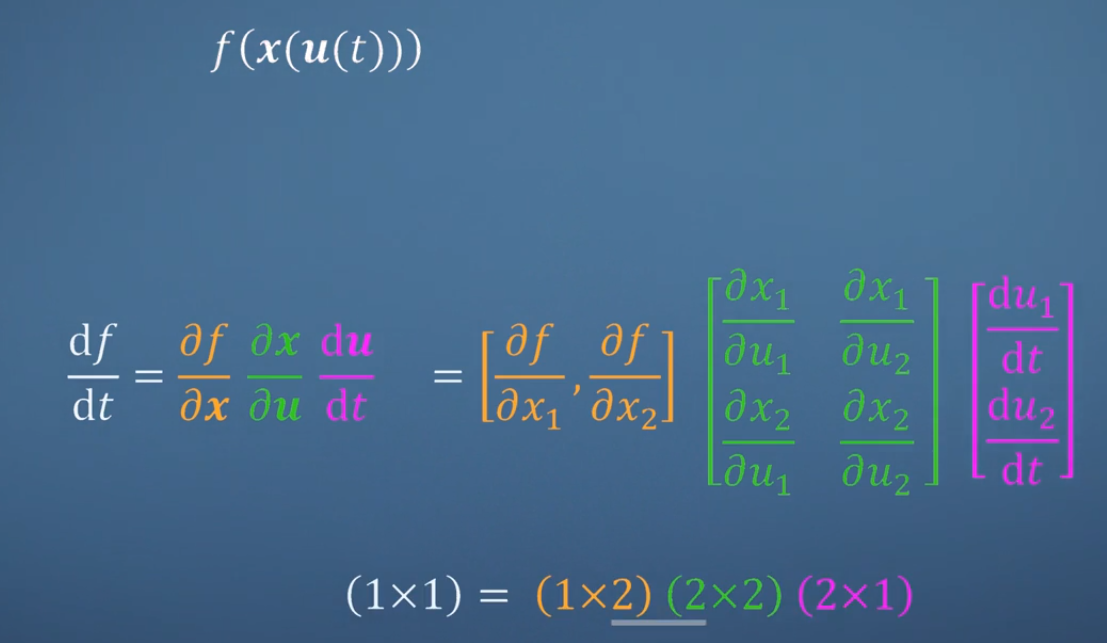 f(x(u(t)))
df/dt = ∂f/∂x ∂x/∂u du/dt = [∂f/∂x₁, ∂f/∂x₂] [∂x₁/∂u₁ ∂x₁/∂u₂ ∂x₂/∂u₁ ∂x₂/∂u₂] [du₁/dt du₂/dt]
(1×1) = (1×2) (2×2) (2×1)